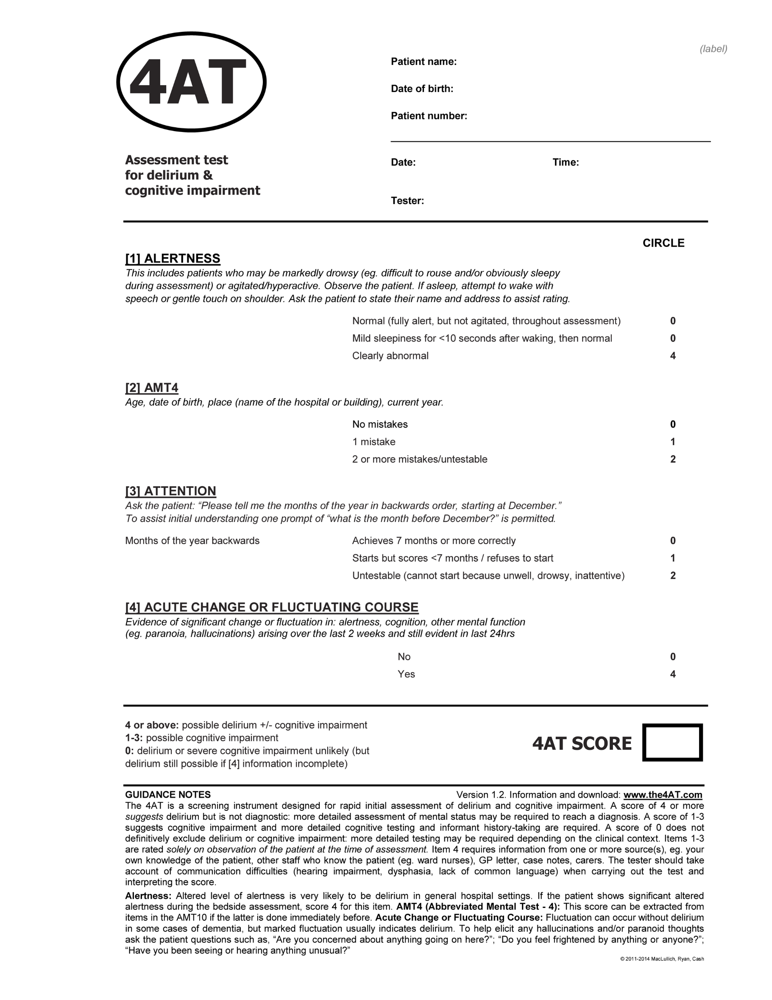 4AT
(label)
Patient name:
Date of birth:
Patient number:
Assessment test
for delirium &
cognitive impairment
Date: Time:
Tester:
CIRCLE
[1] ALERTNESS
This includes patients who may be markedly drowsy (eg. difficult to rouse and/or obviously sleepy
during assessment) or agitated/hyperactive. Observe the patient. If asleep, attempt to wake with
speech or gentle touch on shoulder. Ask the patient to state their name and address to assist rating.
Normal (fully alert, but not agitated, throughout assessment) 0
Mild sleepiness for <10 seconds after waking, then normal 0
Clearly abnormal 4
[2] AMT4
Age, date of birth, place (name of the hospital or building), current year.
No mistakes 0
1 mistake 1
2 or more mistakes/untestable 2
[3] ATTENTION
Ask the patient: “Please tell me the months of the year in backwards order, starting at December.”
To assist initial understanding one prompt of “what is the month before December?” is permitted.
Months of the year backwards Achieves 7 months or more correctly 0
Starts but scores <7 months / refuses to start 1
Untestable (cannot start because unwell, drowsy, inattentive) 2
[4] ACUTE CHANGE OR FLUCTUATING COURSE
Evidence of significant change or fluctuation in: alertness, cognition, other mental function
(eg. paranoia, hallucinations) arising over the last 2 weeks and still evident in last 24hrs
No 0
Yes 4
4 or above: possible delirium +/- cognitive impairment
1-3: possible cognitive impairment
0: delirium or severe cognitive impairment unlikely (but
delirium still possible if [4] information incomplete)
4AT SCORE
GUIDANCE NOTES Version 1.2. Information and download: www.the4AT.com
The 4AT is a screening instrument designed for rapid initial assessment of delirium and cognitive impairment. A score of 4 or more
suggests delirium but is not diagnostic: more detailed assessment of mental status may be required to reach a diagnosis. A score of 1-3
suggests cognitive impairment and more detailed cognitive testing and informant history-taking are required. A score of 0 does not
definitively exclude delirium or cognitive impairment: more detailed testing may be required depending on the clinical context. Items 1-3
are rated solely on observation of the patient at the time of assessment. Item 4 requires information from one or more source(s), eg. your
own knowledge of the patient, other staff who know the patient (eg. ward nurses), GP letter, case notes, carers. The tester should take
account of communication difficulties (hearing impairment, dysphasia, lack of common language) when carrying out the test and
interpreting the score.
Alertness: Altered level of alertness is very likely to be delirium in general hospital settings. If the patient shows significant altered
alertness during the bedside assessment, score 4 for this item. AMT4 (Abbreviated Mental Test - 4): This score can be extracted from
items in the AMT10 if the latter is done immediately before. Acute Change or Fluctuating Course: Fluctuation can occur without delirium
in some cases of dementia, but marked fluctuation usually indicates delirium. To help elicit any hallucinations and/or paranoid thoughts
ask the patient questions such as, “Are you concerned about anything going on here?”; “Do you feel frightened by anything or anyone?”;
“Have you been seeing or hearing anything unusual?”
© 2011-2014 MacLullich, Ryan, Cash